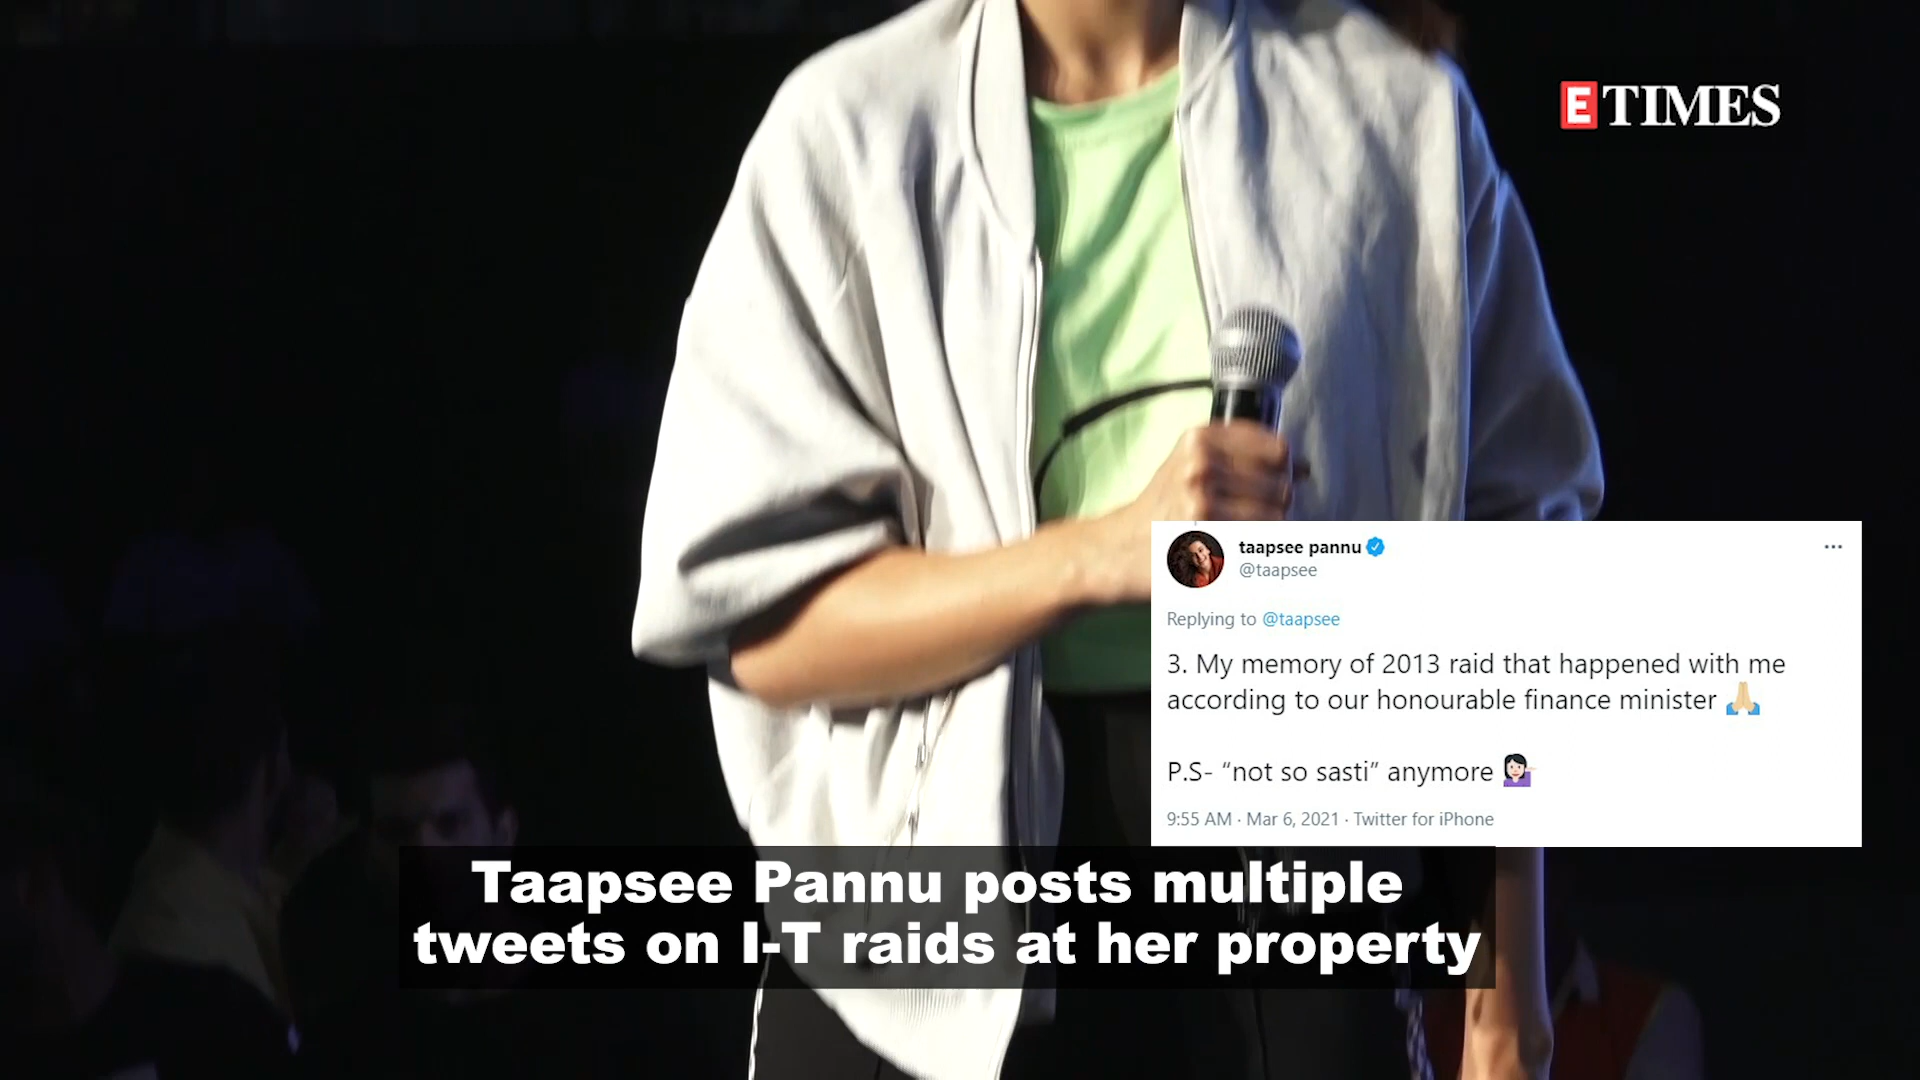 E TIMES
taapsee pannu
@taapsee
Replying to @taapsee
3. My memory of 2013 raid that happened with me
according to our honourable finance minister 🙏🏼
P.S- “not so sasti” anymore 💁🏻‍♀️
9:55 AM · Mar 6, 2021 · Twitter for iPhone
Taapsee Pannu posts multiple
tweets on I-T raids at her property